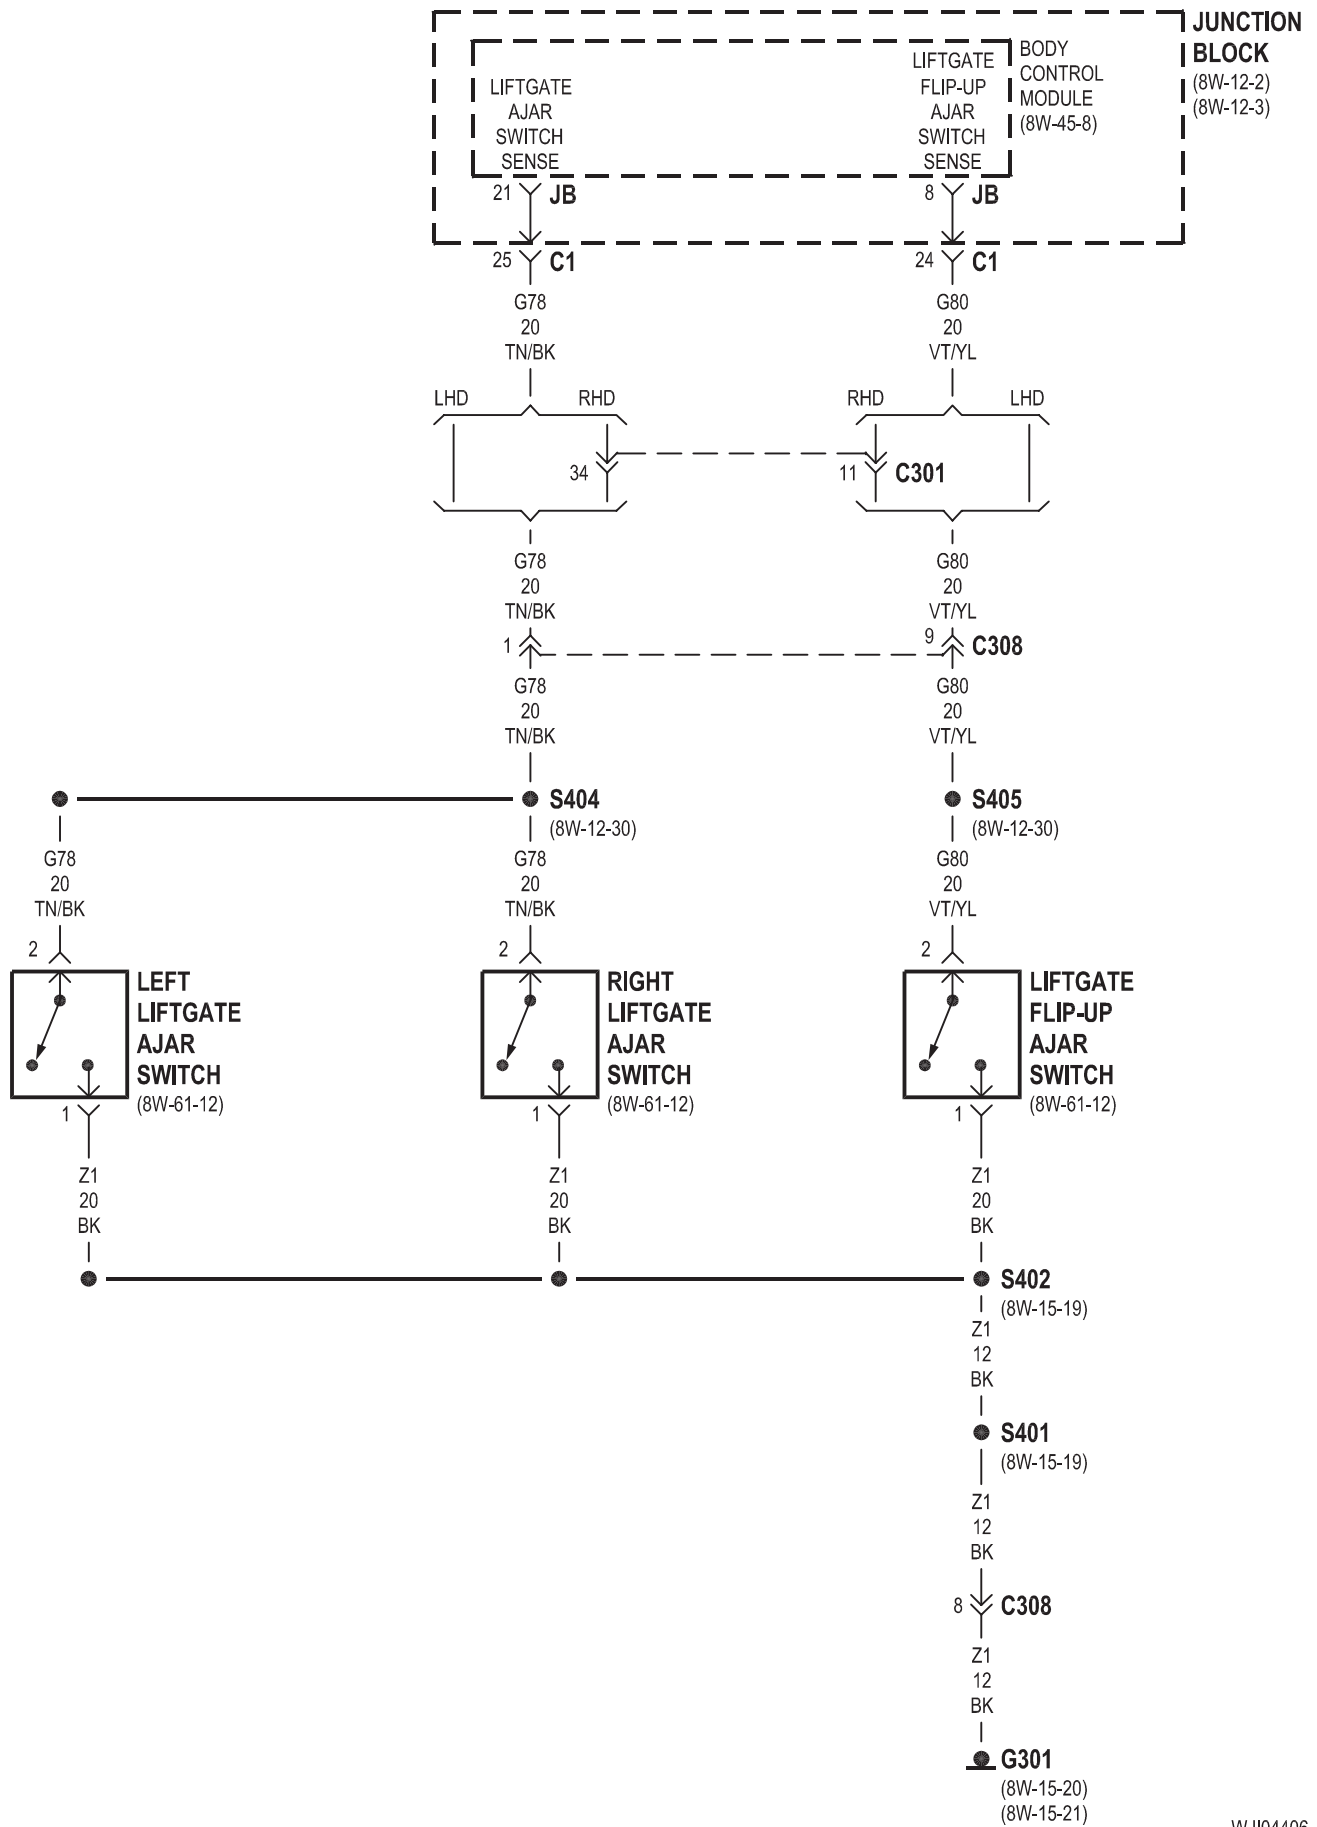 JUNCTION
BLOCK
(8W-12-2)
(8W-12-3)
BODY
CONTROL
MODULE
(8W-45-8)
LIFTGATE
AJAR
SWITCH
SENSE
LIFTGATE
FLIP-UP
AJAR
SWITCH
SENSE
21 JB
8 JB
25 C1
24 C1
G78
20
TN/BK
G80
20
VT/YL
LHD RHD
RHD LHD
34
11 C301
G78
20
TN/BK
G80
20
VT/YL
1
9 C308
G78
20
TN/BK
G80
20
VT/YL
S404
(8W-12-30)
S405
(8W-12-30)
G78
20
TN/BK
G78
20
TN/BK
G80
20
VT/YL
2
2
2
LEFT
LIFTGATE
AJAR
SWITCH
(8W-61-12)
RIGHT
LIFTGATE
AJAR
SWITCH
(8W-61-12)
LIFTGATE
FLIP-UP
AJAR
SWITCH
(8W-61-12)
1
1
1
Z1
20
BK
Z1
20
BK
Z1
20
BK
S402
(8W-15-19)
Z1
12
BK
S401
(8W-15-19)
Z1
12
BK
8 C308
Z1
12
BK
G301
(8W-15-20)
(8W-15-21)